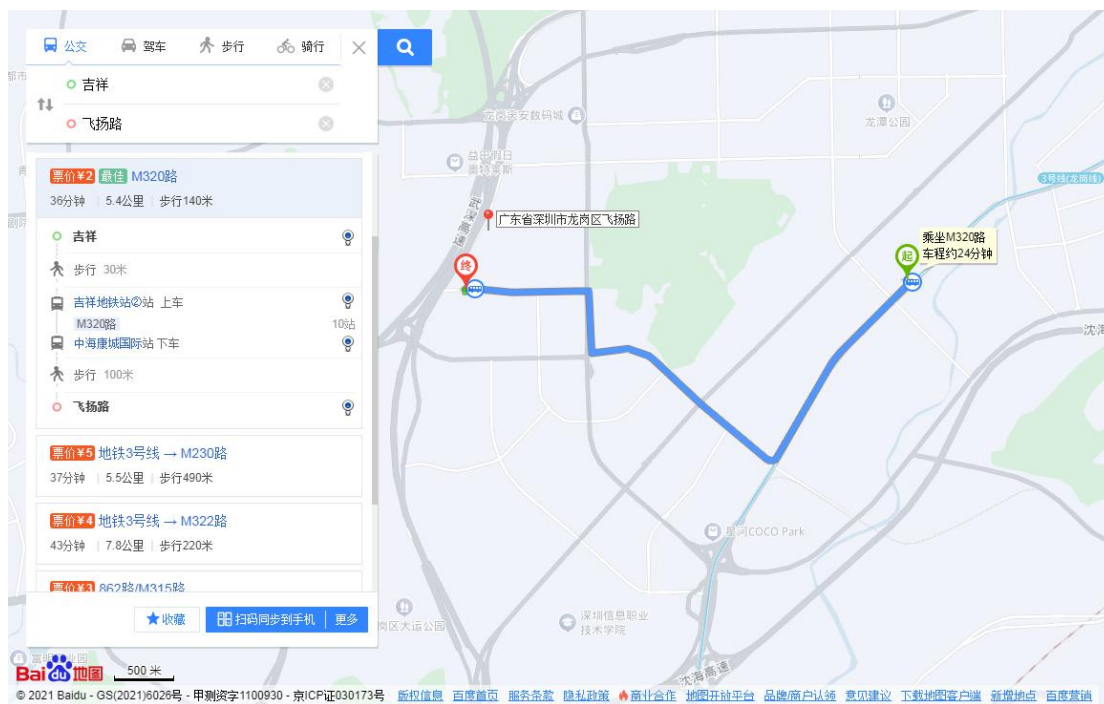 公交 驾车 步行 骑行
吉祥
飞扬路
票价¥2 最佳 M320路
36分钟 5.4公里 步行140米
吉祥
步行 30米
吉祥地铁站②站 上车
M320路 10站
中海康城国际站 下车
步行 100米
飞扬路
票价¥5 地铁3号线 → M230路
37分钟 5.5公里 步行490米
票价¥4 地铁3号线 → M322路
43分钟 7.8公里 步行220米
票价¥3 862路/M315路
收藏 扫码同步到手机 更多
龙岗天安数码城
龙潭公园
益田假日
奥特莱斯
3号线(龙岗线)
武深高速
广东省深圳市龙岗区飞扬路
乘坐M320路
车程约24分钟
起
终
沈海
星河COCO Park
深圳信息职业
技术学院
岗区大运公园
沈海高速
Bai du 地图
500 米
© 2021 Baidu - GS(2021)6026号 - 甲测资字1100930 - 京ICP证030173号 版权信息 百度首页 服务条款 隐私政策 商业合作 地图开放平台 品牌/商户认领 意见建议 下载地图客户端 新增地点 百度营销